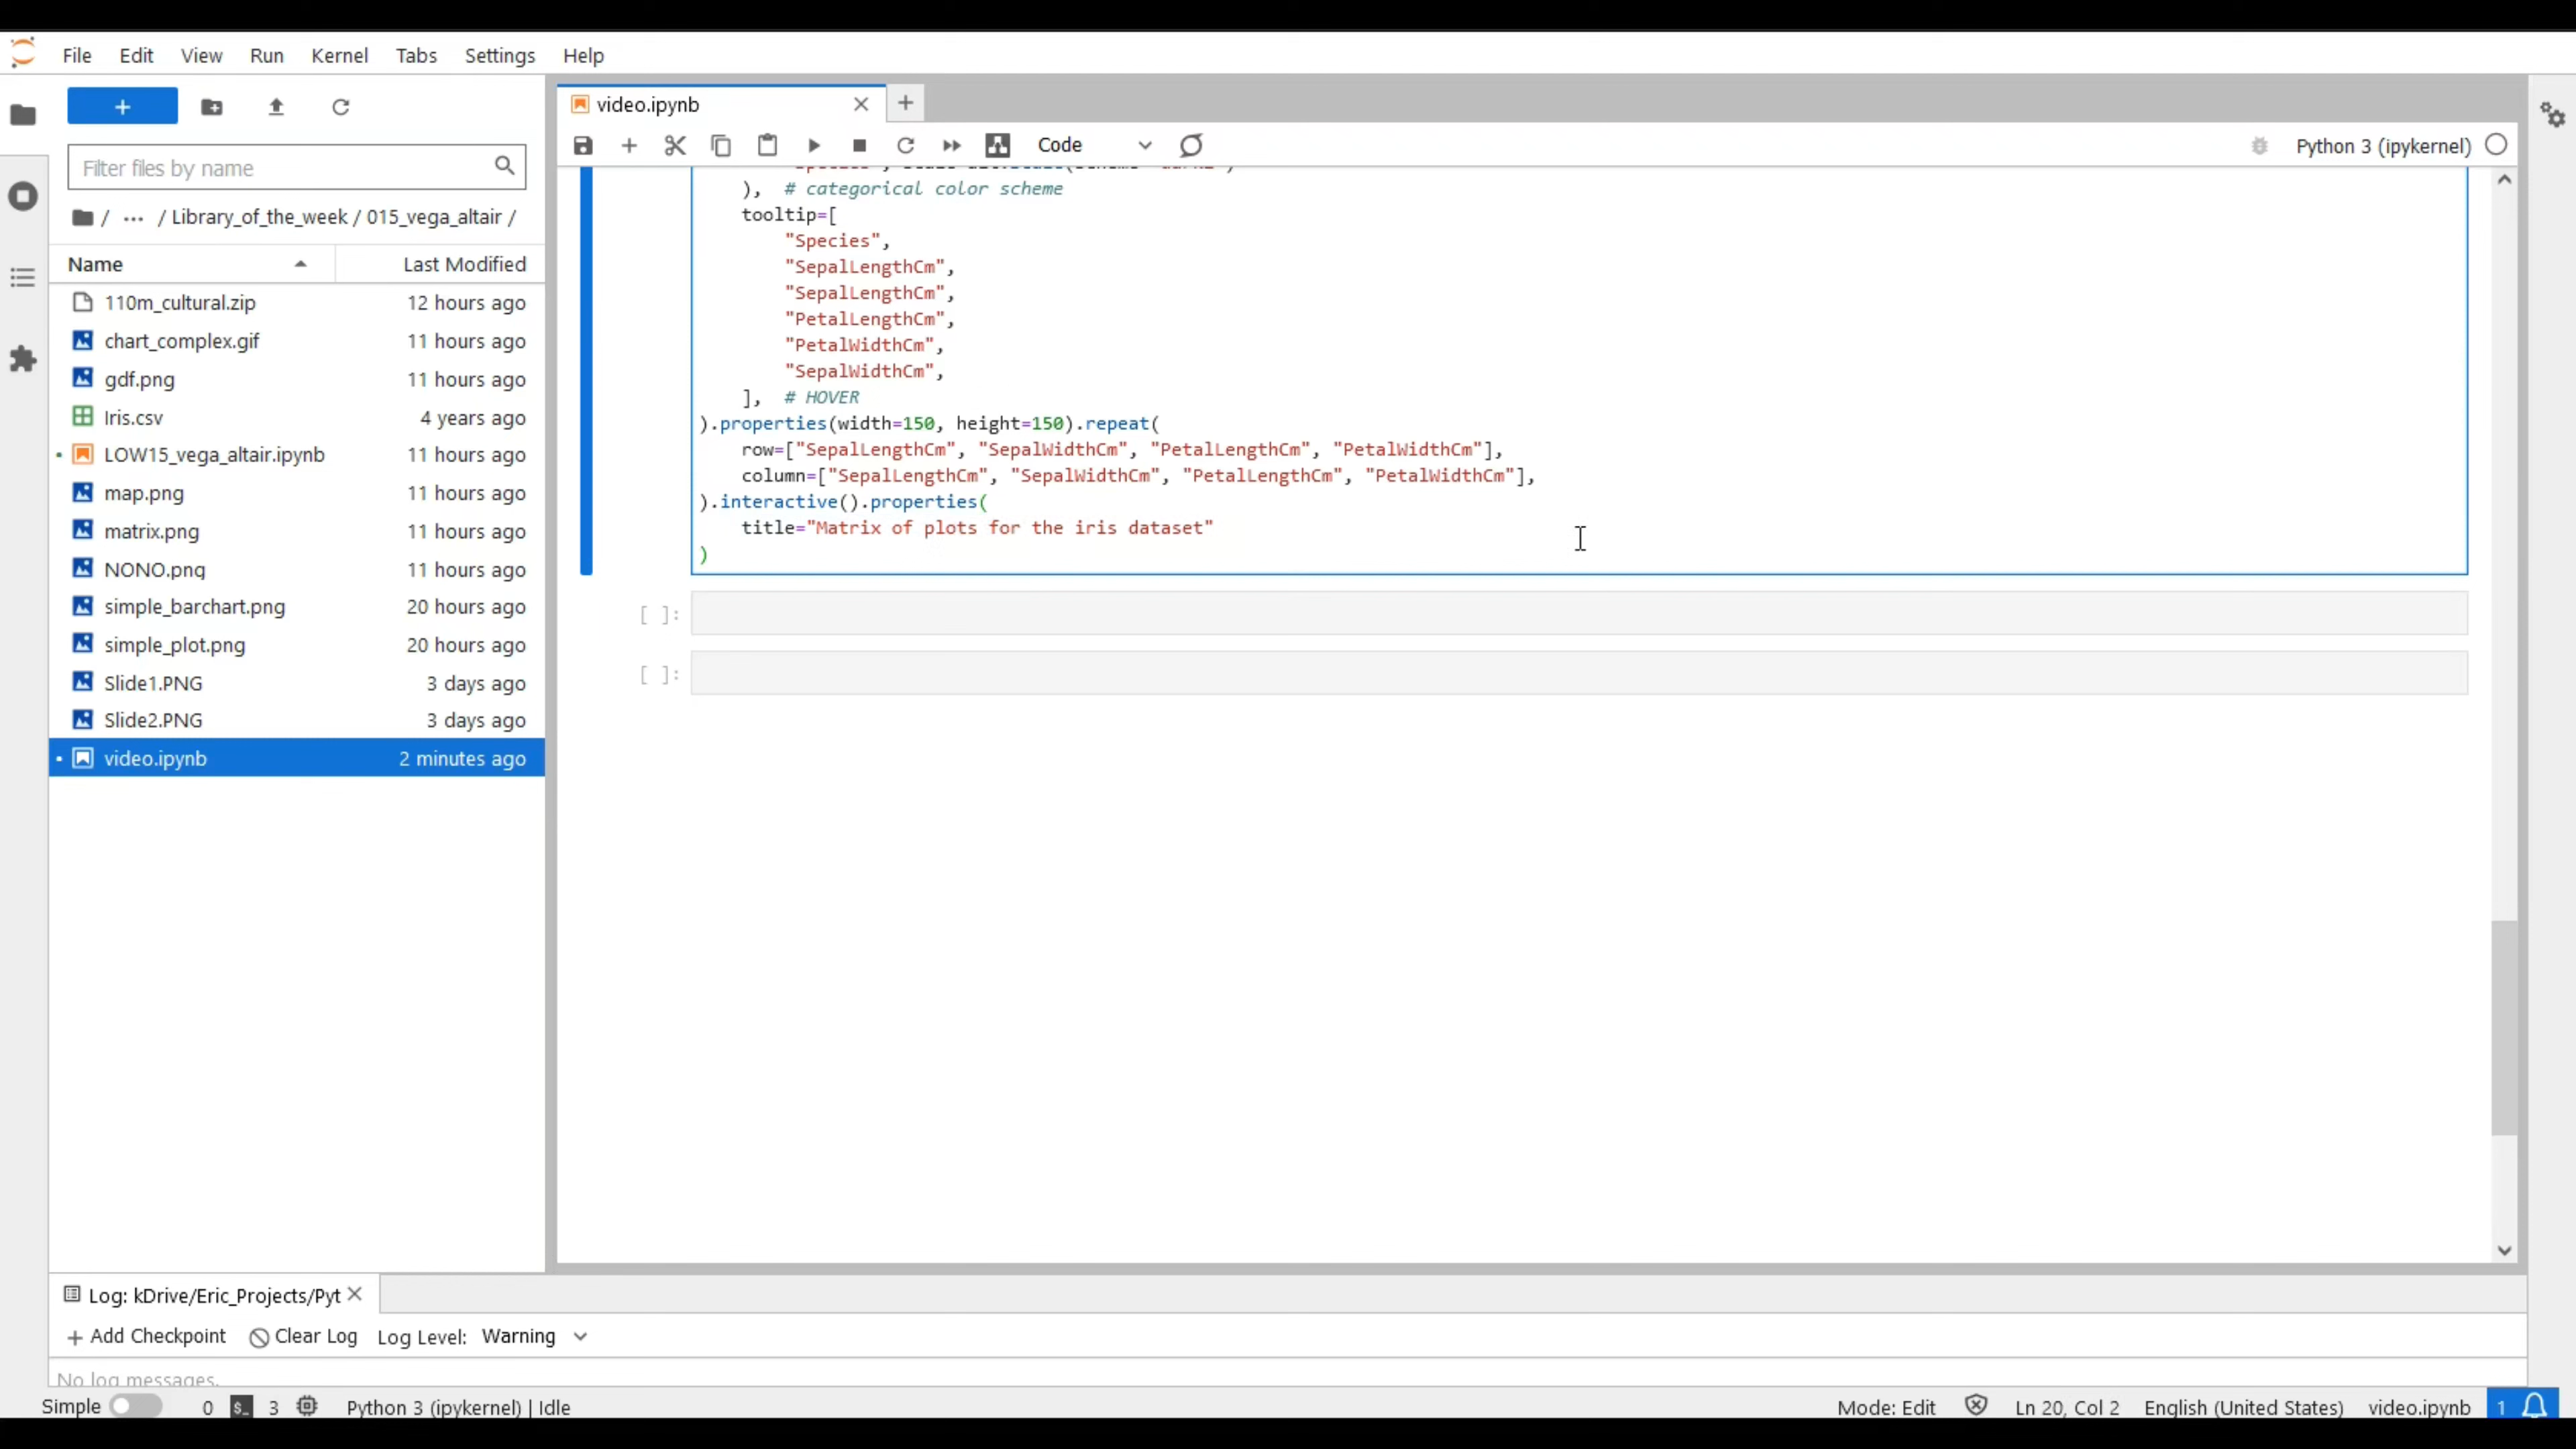 File Edit View Run Kernel Tabs Settings Help
+
Filter files by name
/ ... / Library_of_the_week / 015_vega_altair /
Name Last Modified
110m_cultural.zip 12 hours ago
chart_complex.gif 11 hours ago
gdf.png 11 hours ago
Iris.csv 4 years ago
LOW15_vega_altair.ipynb 11 hours ago
map.png 11 hours ago
matrix.png 11 hours ago
NONO.png 11 hours ago
simple_barchart.png 20 hours ago
simple_plot.png 20 hours ago
Slide1.PNG 3 days ago
Slide2.PNG 3 days ago
video.ipynb 2 minutes ago
video.ipynb
Code Python 3 (ipykernel)
), # categorical color scheme
tooltip=[
"Species",
"SepalLengthCm",
"SepalLengthCm",
"PetalLengthCm",
"PetalWidthCm",
"SepalWidthCm",
], # HOVER
).properties(width=150, height=150).repeat(
row=["SepalLengthCm", "SepalWidthCm", "PetalLengthCm", "PetalWidthCm"],
column=["SepalLengthCm", "SepalWidthCm", "PetalLengthCm", "PetalWidthCm"],
).interactive().properties(
title="Matrix of plots for the iris dataset"
)
[ ]:
[ ]:
Log: kDrive/Eric_Projects/Pyt
+ Add Checkpoint Clear Log Log Level: Warning
No log messages.
Simple 0 $_ 3 Python 3 (ipykernel) | Idle Mode: Edit Ln 20, Col 2 English (United States) video.ipynb 1